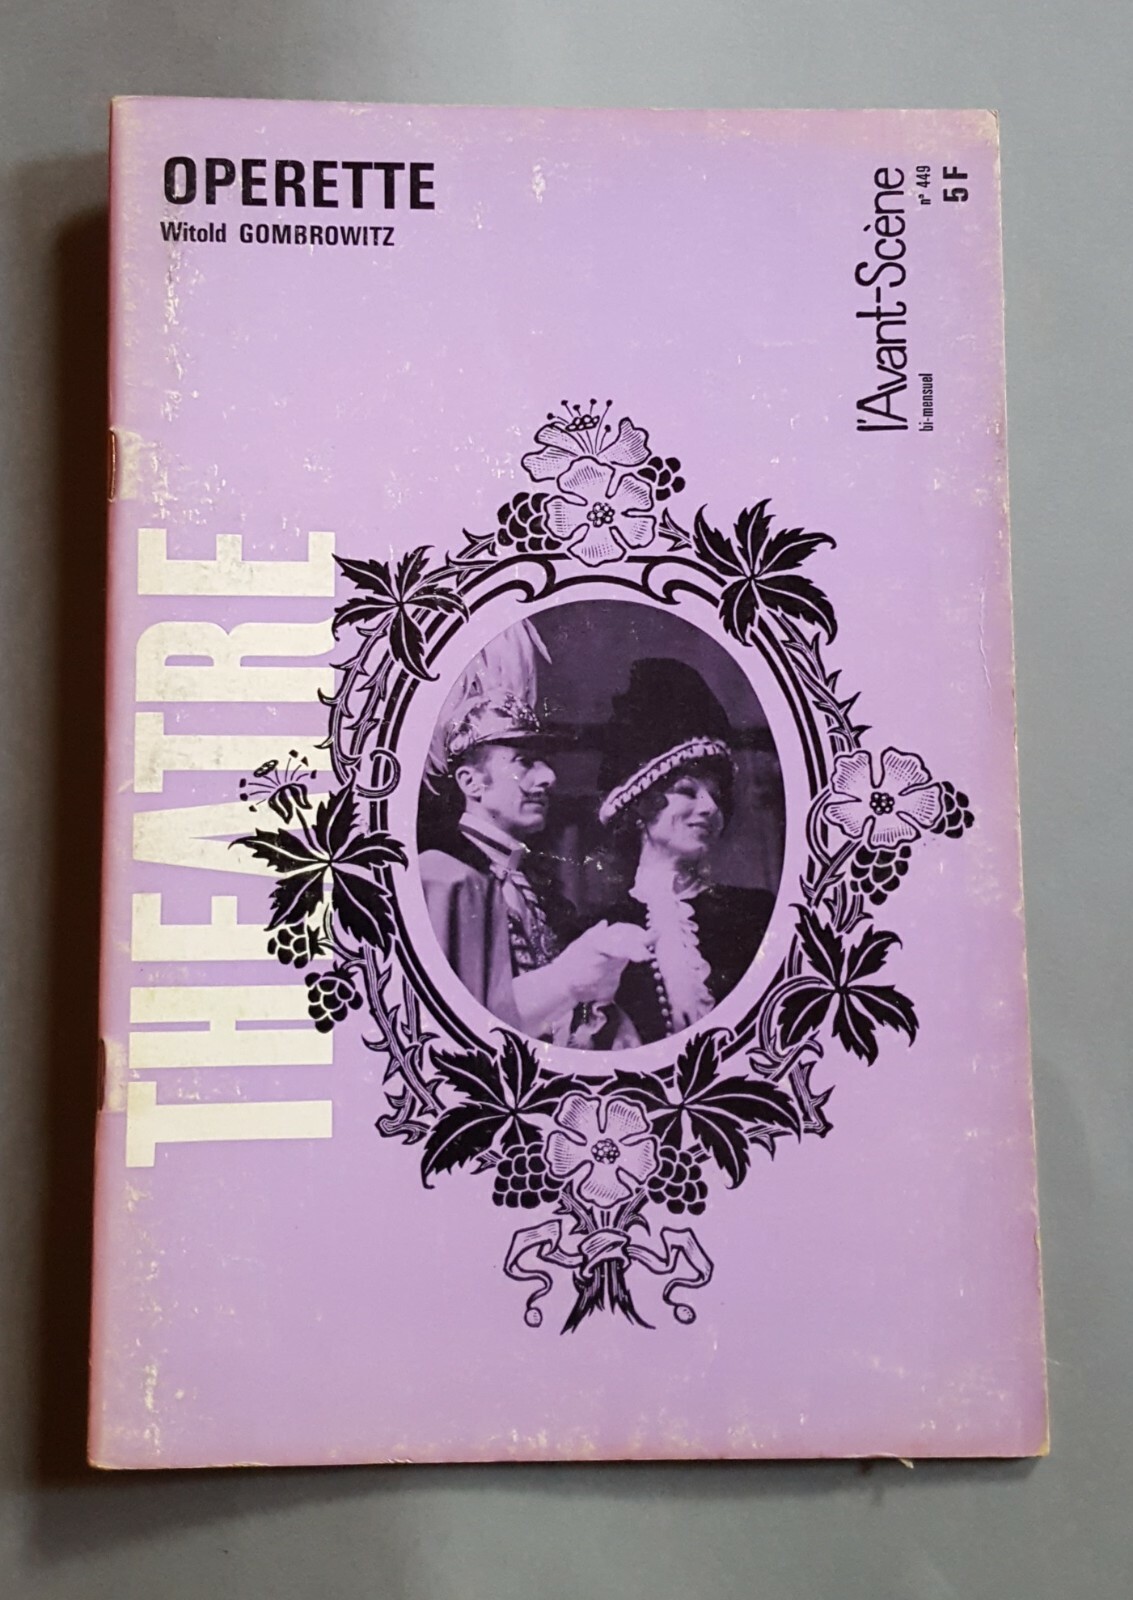 OPERETTE
Witold GOMBROWITZ
l'Avant-Scène
bi-mensuel
n° 449
5 F
THEATRE